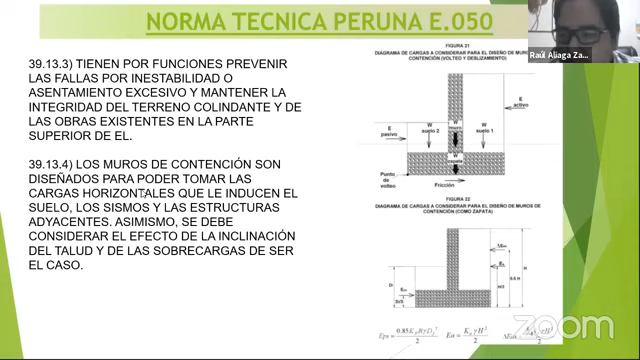 NORMA TECNICA PERUNA E.050
Raúl Aliaga Za...
39.13.3) TIENEN POR FUNCIONES PREVENIR
LAS FALLAS POR INESTABILIDAD O
ASENTAMIENTO EXCESIVO Y MANTENER LA
INTEGRIDAD DEL TERRENO COLINDANTE Y DE
LAS OBRAS EXISTENTES EN LA PARTE
SUPERIOR DE EL.
39.13.4) LOS MUROS DE CONTENCIÓN SON
DISEÑADOS PARA PODER TOMAR LAS
CARGAS HORIZONTALES QUE LE INDUCEN EL
SUELO, LOS SISMOS Y LAS ESTRUCTURAS
ADYACENTES. ASIMISMO, SE DEBE
CONSIDERAR EL EFECTO DE LA INCLINACIÓN
DEL TALUD Y DE LAS SOBRECARGAS DE SER
EL CASO.
FIGURA 21
DIAGRAMA DE CARGAS A CONSIDERAR PARA EL DISEÑO DE MUROS DE
CONTENCIÓN (VOLTEO Y DESLIZAMIENTO)
E
activo
E
pasivo
W
suelo 2
W
muro
W
suelo 1
W
zapata
Punto de
volteo
Fricción
FIGURA 22
DIAGRAMA DE CARGAS A CONSIDERAR PARA EL DISEÑO DE MUROS DE
CONTENCIÓN (COMO ZAPATA)
H
0.6 H
H/3
zoom